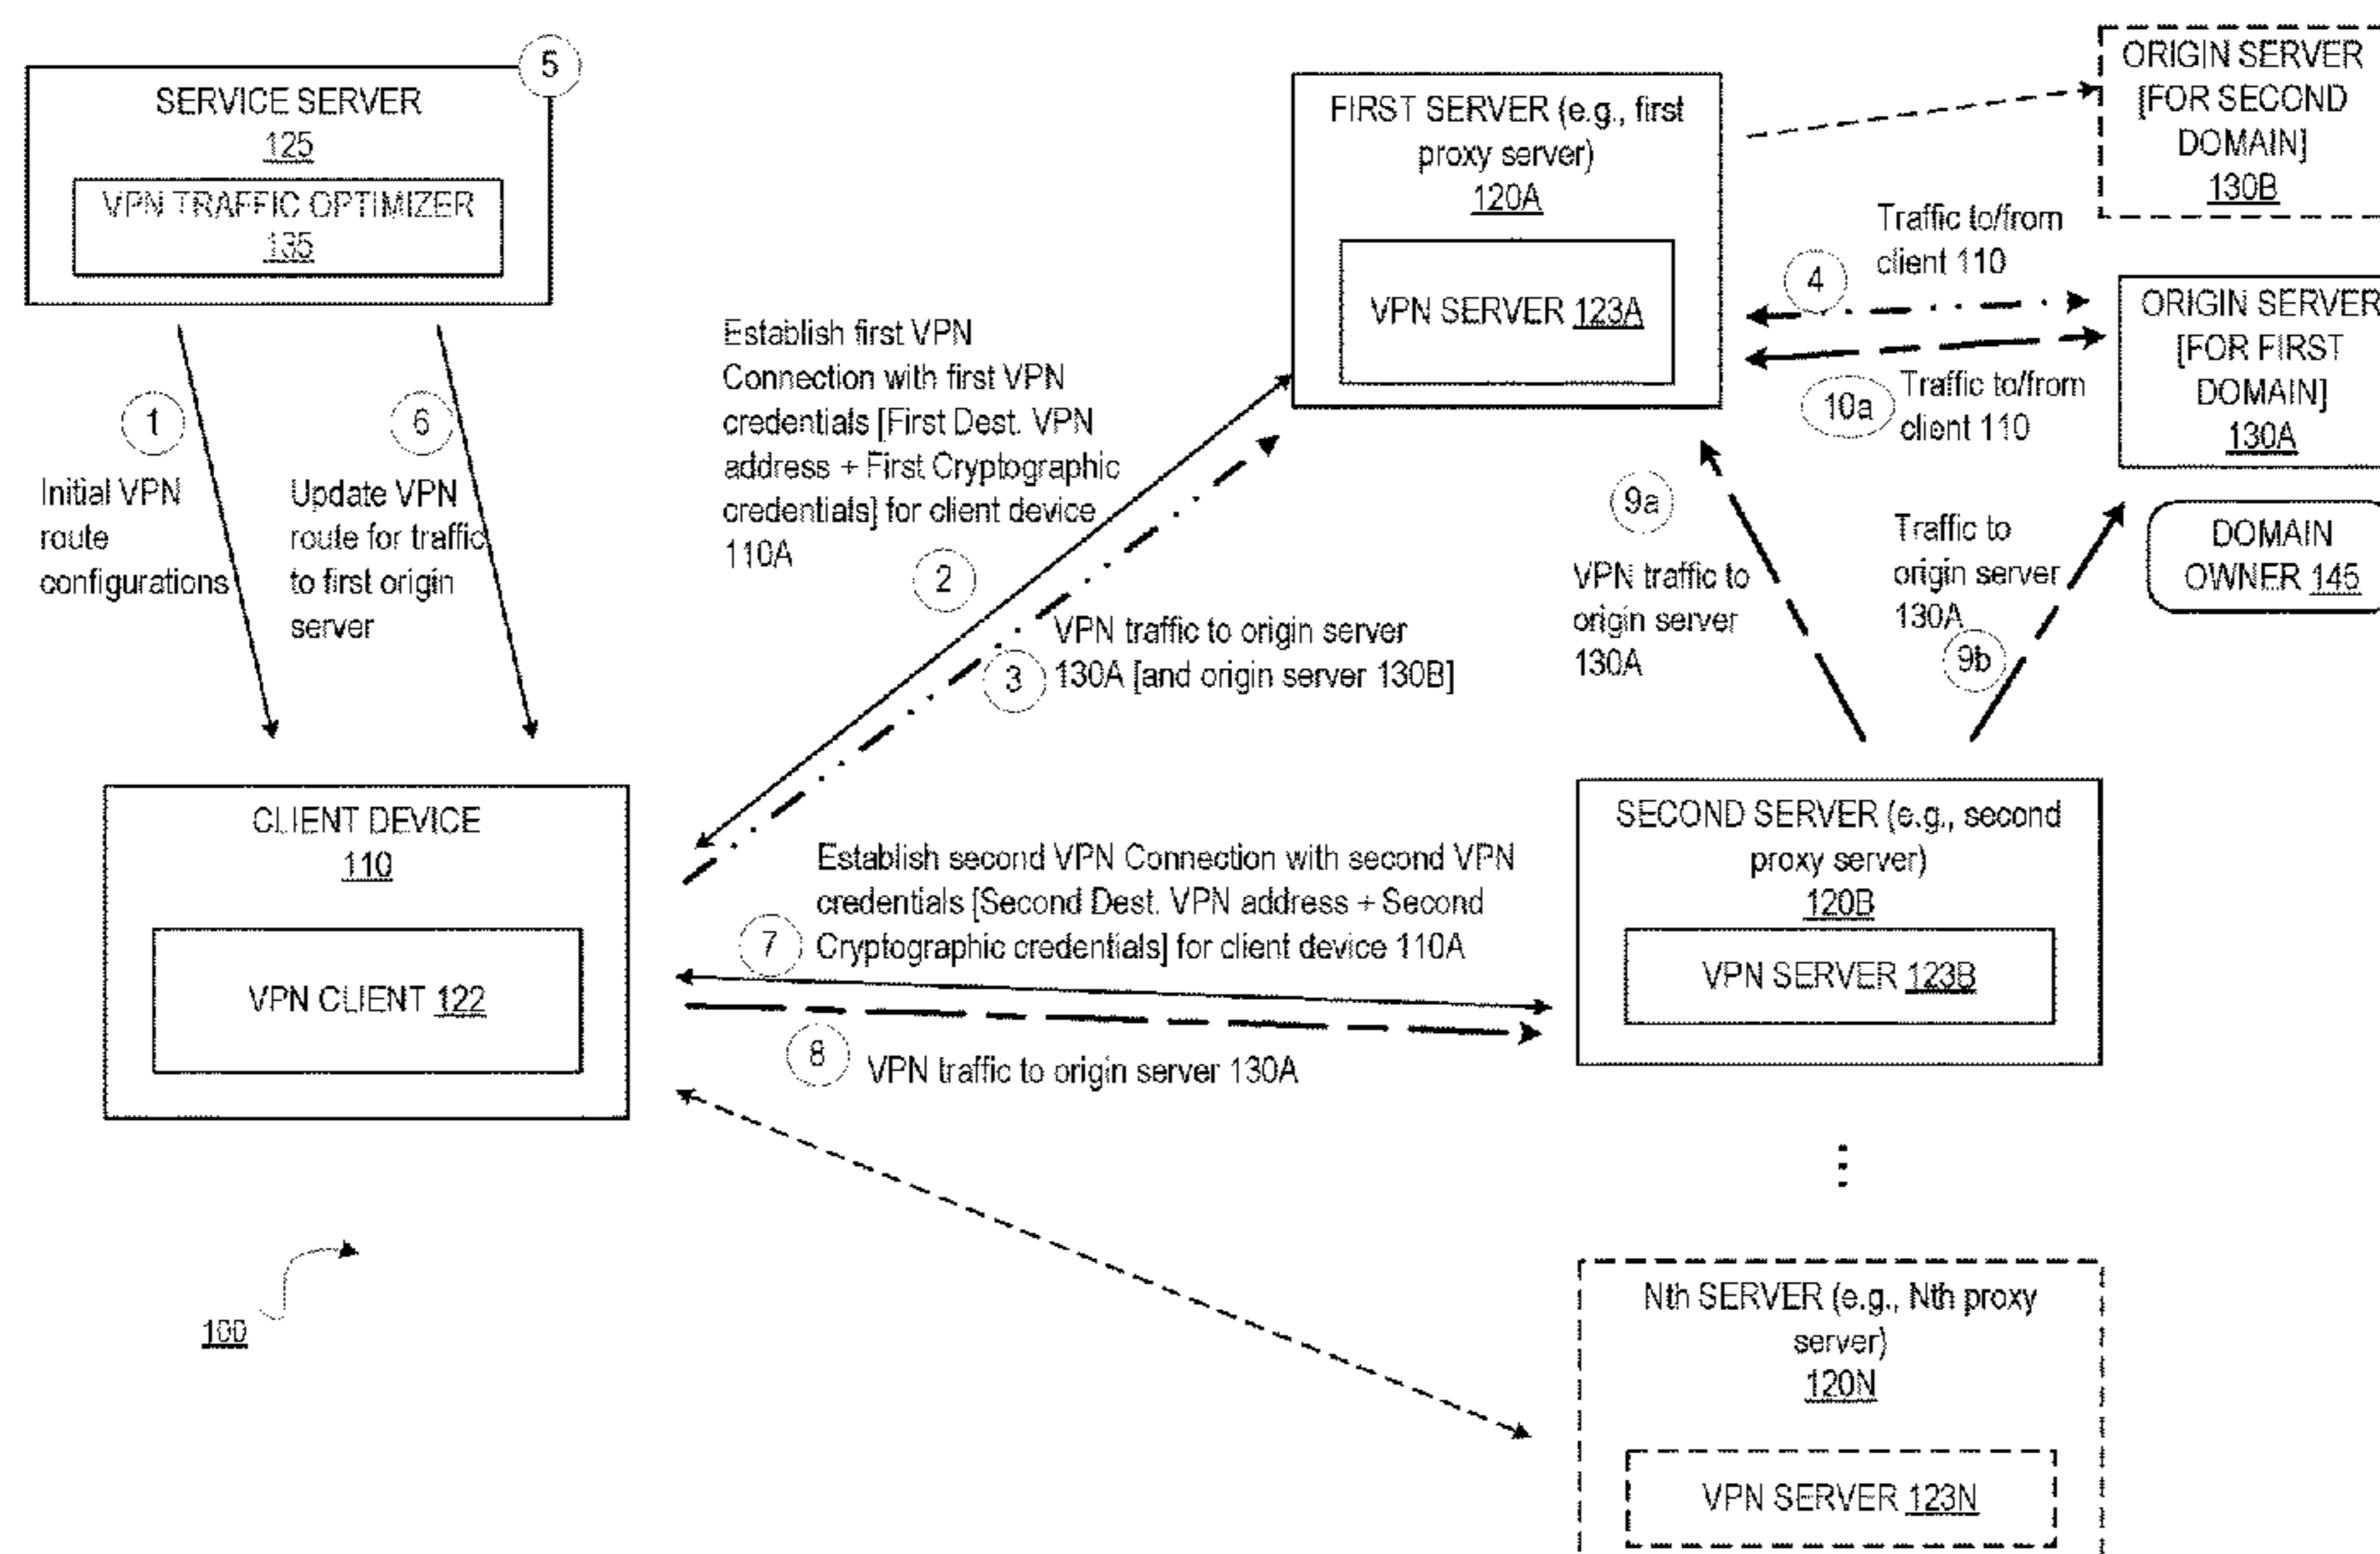 5
SERVICE SERVER
125
VPN TRAFFIC OPTIMIZER
135
1
Initial VPN
route
configurations
6
Update VPN
route for traffic
to first origin
server
Establish first VPN
Connection with first VPN
credentials [First Dest. VPN
address + First Cryptographic
credentials] for client device
110A
2
3
VPN traffic to origin server
130A [and origin server 130B]
FIRST SERVER (e.g., first
proxy server)
120A
VPN SERVER 123A
ORIGIN SERVER
[FOR SECOND
DOMAIN]
130B
Traffic to/from
client 110
4
10a
Traffic to/from
client 110
ORIGIN SERVER
[FOR FIRST
DOMAIN]
130A
DOMAIN
OWNER 145
9a
VPN traffic to
origin server
130A
Traffic to
origin server
130A
9b
CLIENT DEVICE
110
VPN CLIENT 122
Establish second VPN Connection with second VPN
credentials [Second Dest. VPN address + Second
Cryptographic credentials] for client device 110A
7
8
VPN traffic to origin server 130A
SECOND SERVER (e.g., second
proxy server)
120B
VPN SERVER 123B
100
Nth SERVER (e.g., Nth proxy
server)
120N
VPN SERVER 123N